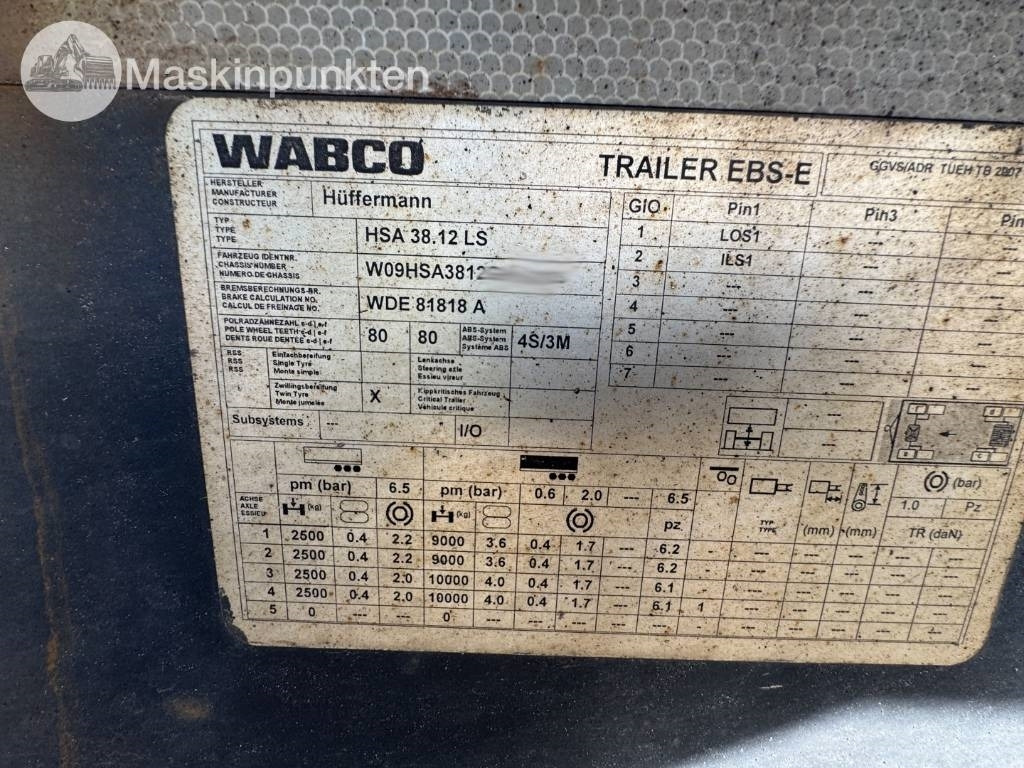 Maskinpunkten
WABCO TRAILER EBS-E GGVS/ADR TUEH TB 2007
HERSTELLER
MANUFACTURER
CONSTRUCTEUR
Hüffermann
TYP
TYPE
TYPE
HSA 38.12 LS
FAHRZEUG IDENTNR.
CHASSIS NUMBER
NUMERO DE CHASSIS
W09HSA3812
BREMSBERECHNUNGS-NR.
BRAKE CALCULATION NO.
CALCUL DE FREINAGE NO.
WDE 81818 A
POLRADZÄHNEZAHL c-d | e-f
POLE WHEEL TEETH c-d | e-f
DENTS ROUE DENTÉE c-d | e-f
80 80
ABS-System
ABS-System
Système ABS
4S/3M
RSS
RSS
RSS
Einfachbereifung
Single Tyre
Monte simple
Lenkachse
Steering axle
Essieu vireur
Zwillingsbereifung
Twin Tyre
Monte jumelée
X
Kippkritisches Fahrzeug
Critical Trailer
Véhicule critique
Subsystems --- I/O
GIO Pin1 Pin3 Pin
1 LOS1 ---
2 ILS1 ---
3 --- ---
4 --- ---
5 --- ---
6 --- ---
7 --- ---
---
---
pm (bar) 6.5 pm (bar) 0.6 2.0 --- 6.5
ACHSE
AXLE
ESSIEU
(kg) (kg) pz
TYP
TYPE
(mm) (mm)
(bar)
1.0 Pz
TR (daN)
1 2500 0.4 2.2 9000 3.6 0.4 1.7 --- 6.2
2 2500 0.4 2.2 9000 3.6 0.4 1.7 --- 6.2
3 2500 0.4 2.0 10000 4.0 0.4 1.7 --- 6.1
4 2500 0.4 2.0 10000 4.0 0.4 1.7 --- 6.1 1
5 0 --- --- 0 --- --- --- --- ---